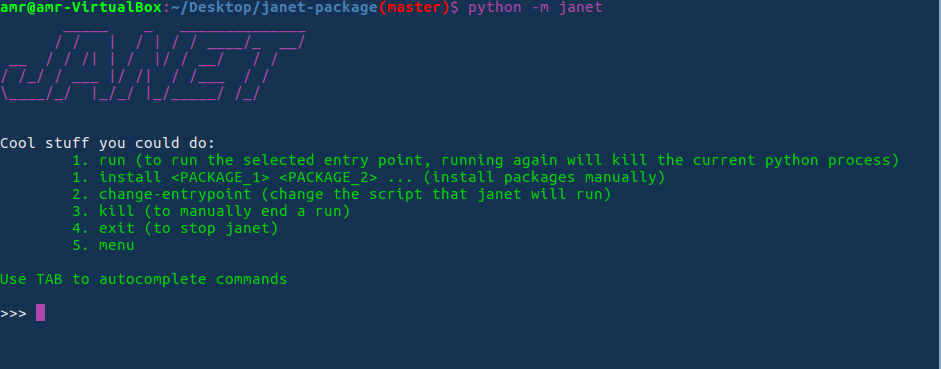 amr@amr-VirtualBox:~/Desktop/janet-package(master)$ python -m janet
JANET
Cool stuff you could do:
1. run (to run the selected entry point, running again will kill the current python process)
1. install <PACKAGE_1> <PACKAGE_2> ... (install packages manually)
2. change-entrypoint (change the script that janet will run)
3. kill (to manually end a run)
4. exit (to stop janet)
5. menu
Use TAB to autocomplete commands
>>>